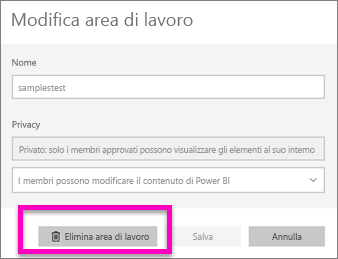 Modifica area di lavoro
Nome
samplestest
Privacy
Privato: solo i membri approvati possono visualizzare gli elementi al suo interno
I membri possono modificare il contenuto di Power BI
Elimina area di lavoro
Salva
Annulla